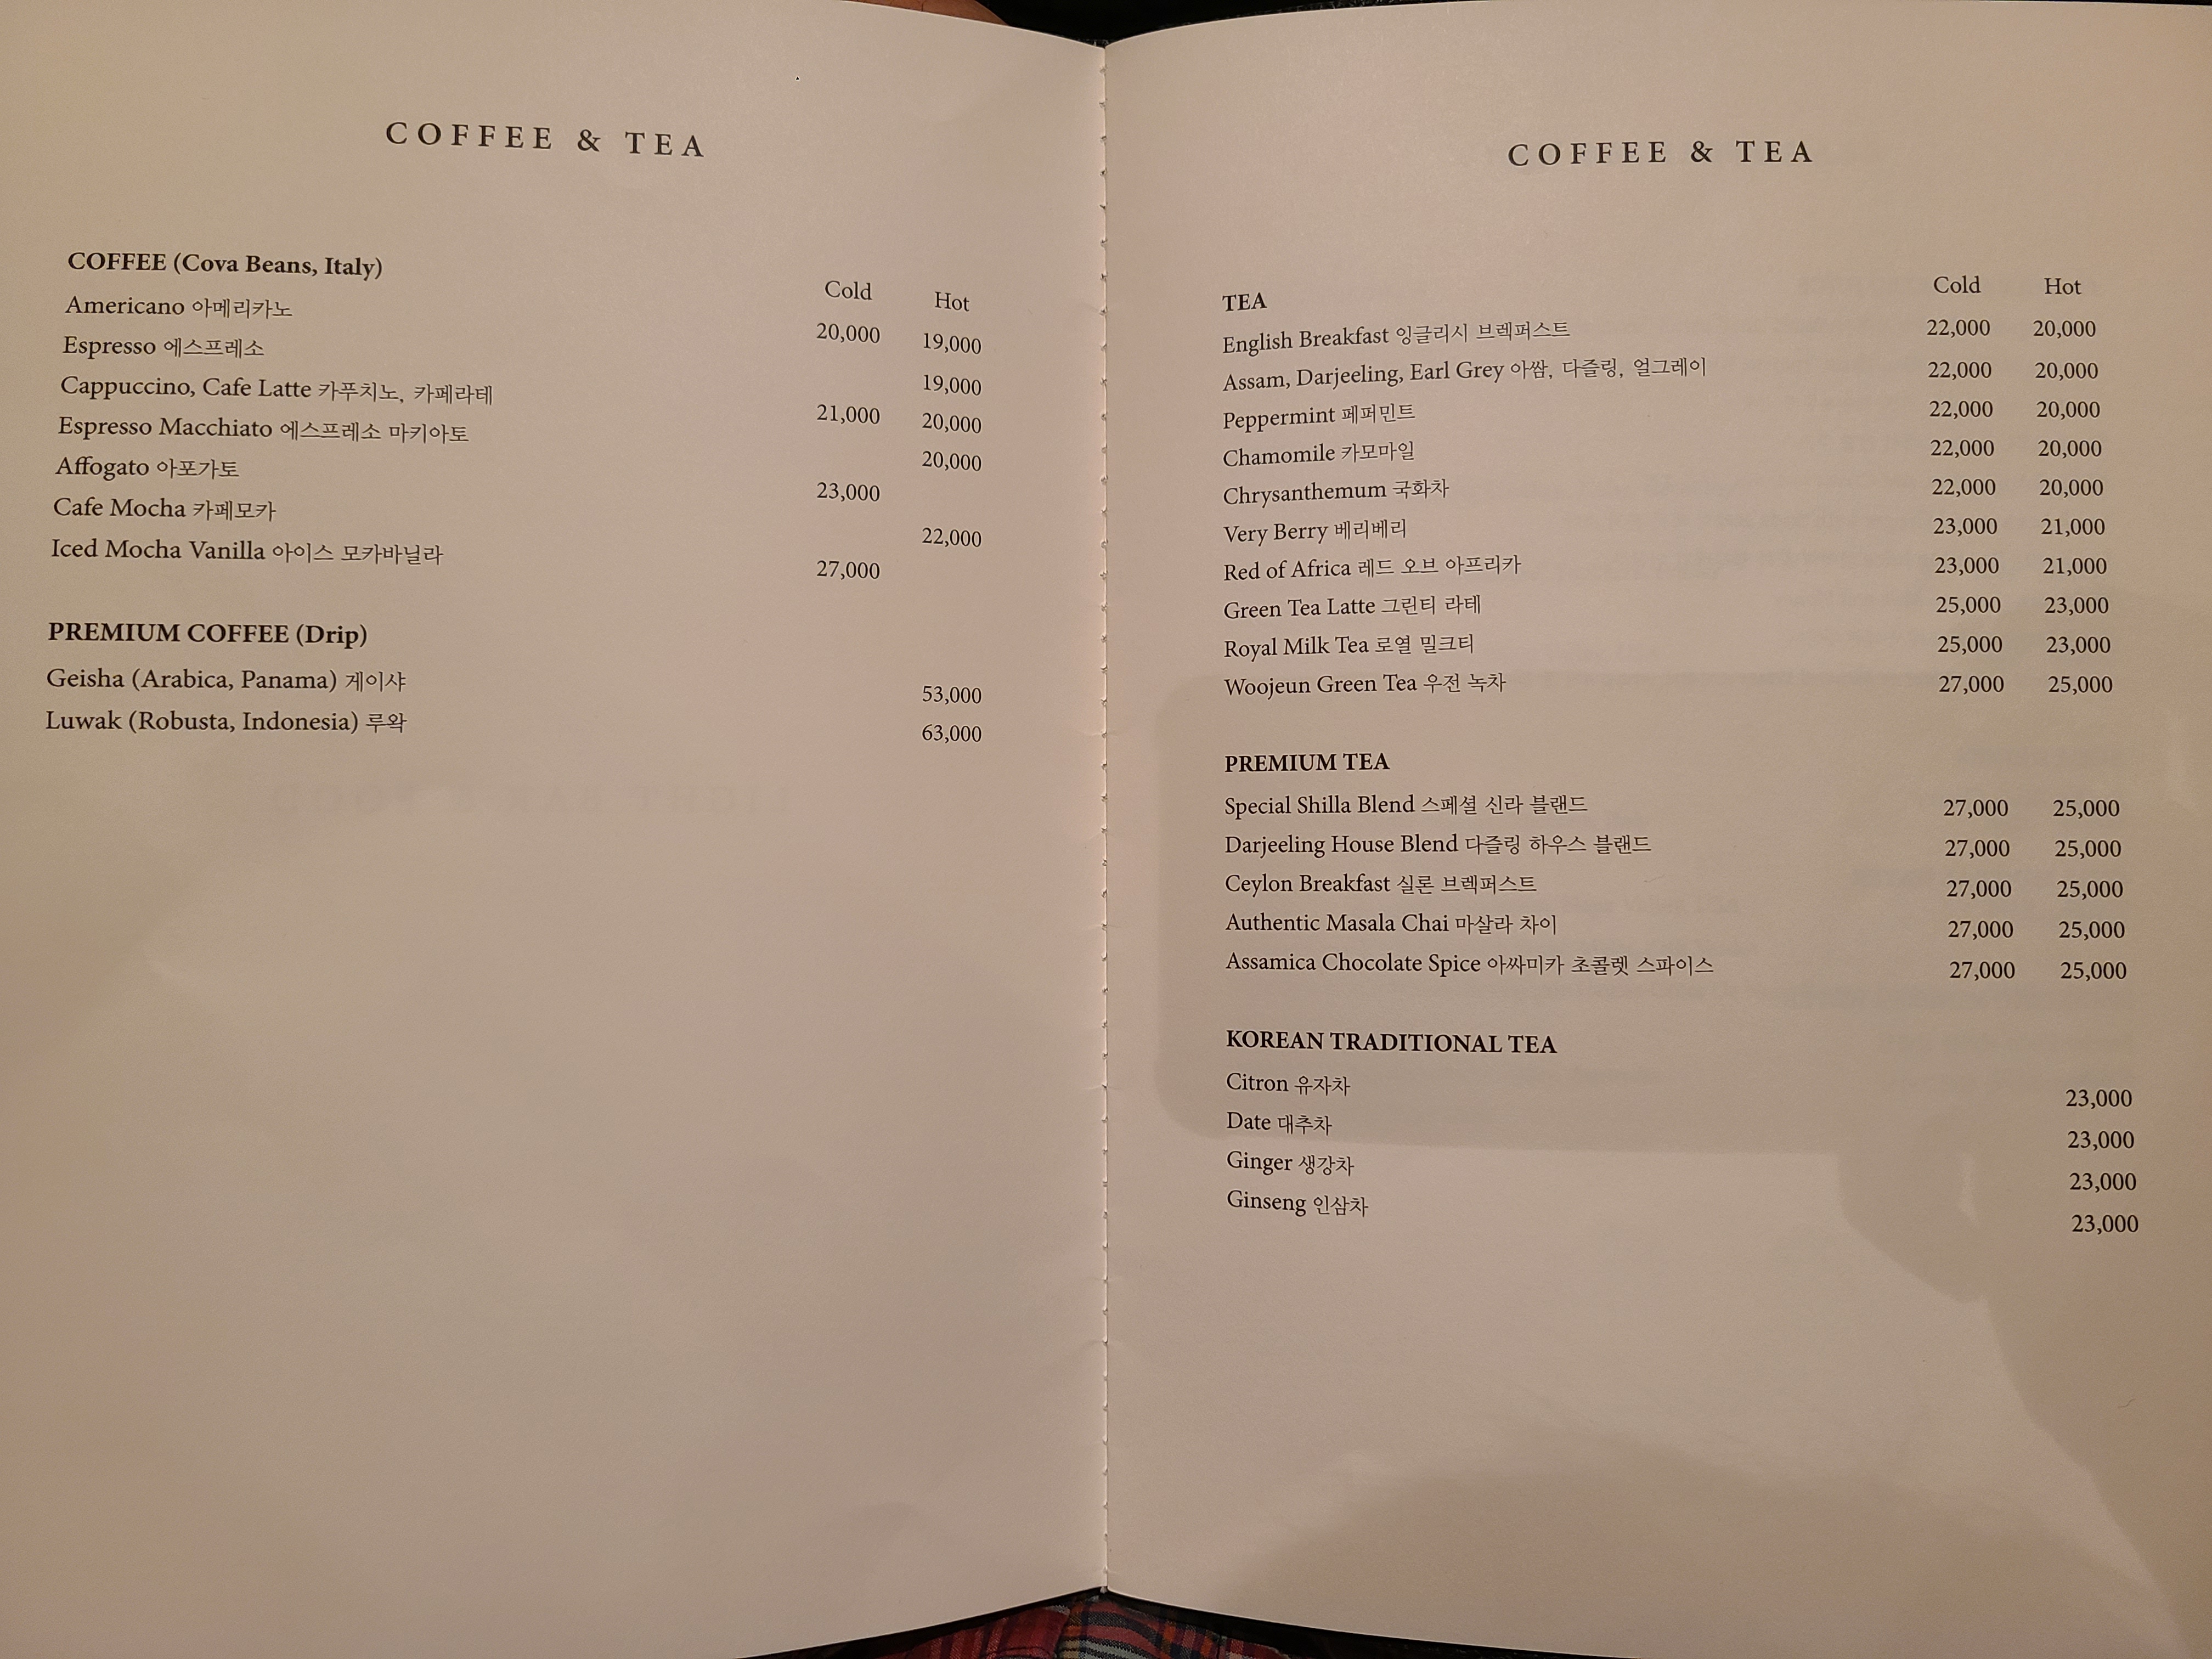 COFFEE & TEA
COFFEE (Cova Beans, Italy)
Cold Hot
Americano 아메리카노 20,000 19,000
Espresso 에스프레소 19,000
Cappuccino, Cafe Latte 카푸치노, 카페라테 21,000 20,000
Espresso Macchiato 에스프레소 마키아토 20,000
Affogato 아포가토 23,000
Cafe Mocha 카페모카 22,000
Iced Mocha Vanilla 아이스 모카바닐라 27,000
PREMIUM COFFEE (Drip)
Geisha (Arabica, Panama) 게이샤 53,000
Luwak (Robusta, Indonesia) 루왁 63,000
COFFEE & TEA
TEA Cold Hot
English Breakfast 잉글리시 브렉퍼스트 22,000 20,000
Assam, Darjeeling, Earl Grey 아쌈, 다즐링, 얼그레이 22,000 20,000
Peppermint 페퍼민트 22,000 20,000
Chamomile 카모마일 22,000 20,000
Chrysanthemum 국화차 22,000 20,000
Very Berry 베리베리 23,000 21,000
Red of Africa 레드 오브 아프리카 23,000 21,000
Green Tea Latte 그린티 라테 25,000 23,000
Royal Milk Tea 로열 밀크티 25,000 23,000
Woojeun Green Tea 우전 녹차 27,000 25,000
PREMIUM TEA
Special Shilla Blend 스페셜 신라 블랜드 27,000 25,000
Darjeeling House Blend 다즐링 하우스 블랜드 27,000 25,000
Ceylon Breakfast 실론 브렉퍼스트 27,000 25,000
Authentic Masala Chai 마살라 차이 27,000 25,000
Assamica Chocolate Spice 아싸미카 초콜렛 스파이스 27,000 25,000
KOREAN TRADITIONAL TEA
Citron 유자차 23,000
Date 대추차 23,000
Ginger 생강차 23,000
Ginseng 인삼차 23,000